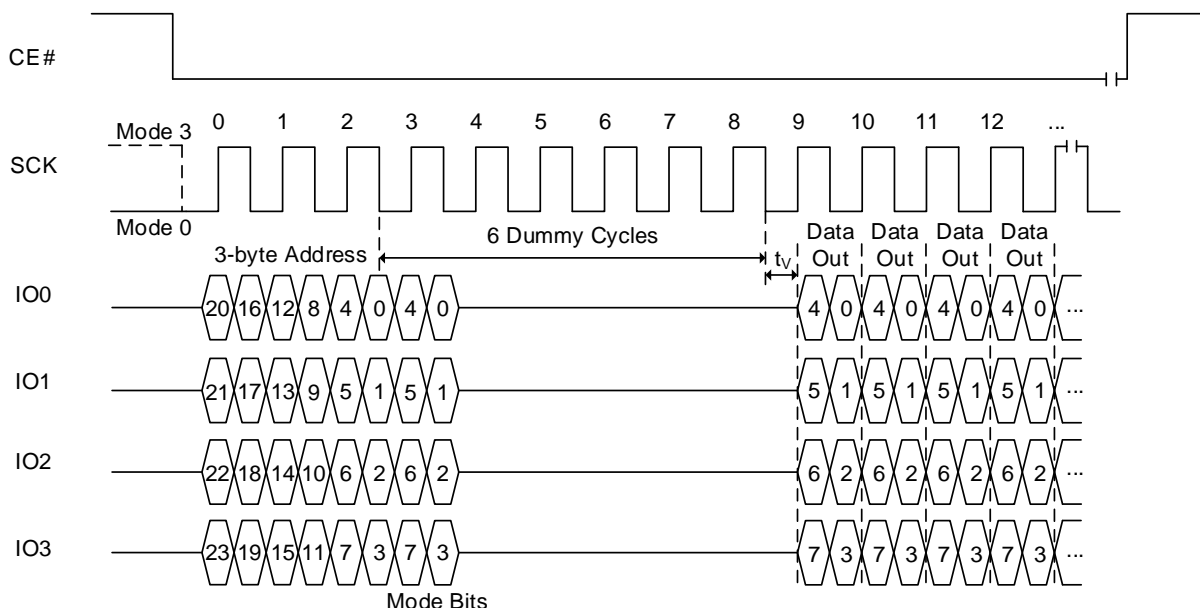 CE#
0 1 2 3 4 5 6 7 8 9 10 11 12 ...
Mode 3
SCK
Mode 0
6 Dummy Cycles
Data Data Data Data
3-byte Address
tV
Out Out Out Out
IO0
20 16 12 8 4 0 4 0 4 0 4 0 4 0 4 0 ...
IO1
21 17 13 9 5 1 5 1 5 1 5 1 5 1 5 1 ...
IO2
22 18 14 10 6 2 6 2 6 2 6 2 6 2 6 2 ...
IO3
23 19 15 11 7 3 7 3 7 3 7 3 7 3 7 3 ...
Mode Bits